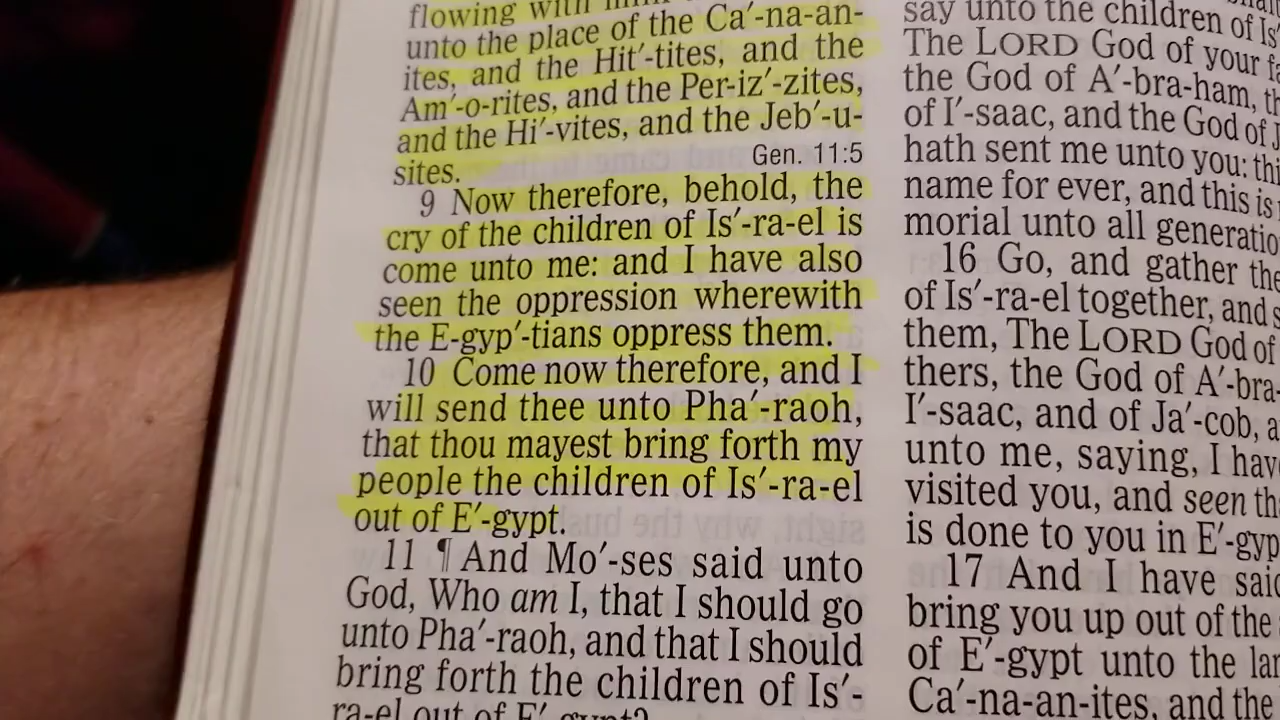 flowing with
unto the place of the Ca′-na-an-
ites, and the Hit′-tites, and the
Am′-o-rites, and the Per-iz′-zites,
and the Hi′-vites, and the Jeb′-u-
sites. Gen. 11:5
9 Now therefore, behold, the
cry of the children of Is′-ra-el is
come unto me: and I have also
seen the oppression wherewith
the E-gyp′-tians oppress them.
10 Come now therefore, and I
will send thee unto Pha′-raoh,
that thou mayest bring forth my
people the children of Is′-ra-el
out of E′-gypt.
11 ¶ And Mo′-ses said unto
God, Who am I, that I should go
unto Pha′-raoh, and that I should
bring forth the children of Is′-
ra-el out of E′-gypt?
say unto the children of Is′
The LORD God of your
the God of A′-bra-ham,
of I′-saac, and the God of
hath sent me unto you:
name for ever, and this is
morial unto all
16 Go, and gather the
of Is′-ra-el together, and
them, The LORD God of
thers, the God of A′-bra-
I′-saac, and of Ja′-cob,
unto me, saying, I
visited you, and seen
is done to you in E′-gyp
17 And I have
bring you up out of the
of E′-gypt unto the
Ca′-na-an-ites, and the